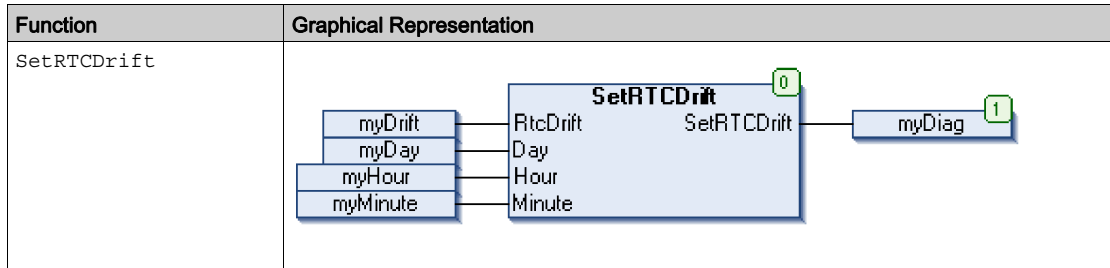 Function Graphical Representation
SetRTCDrift
0
SetRTCDrift
1
myDrift RtcDrift SetRTCDrift myDiag
myDay Day
myHour Hour
myMinute Minute